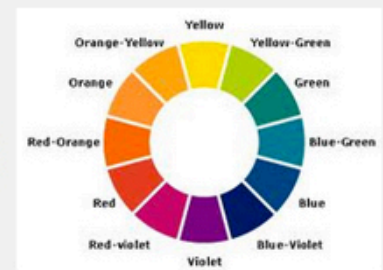 Yellow
Orange-Yellow
Yellow-Green
Orange
Green
Red-Orange
Blue-Green
Red
Blue
Red-violet
Blue-Violet
Violet